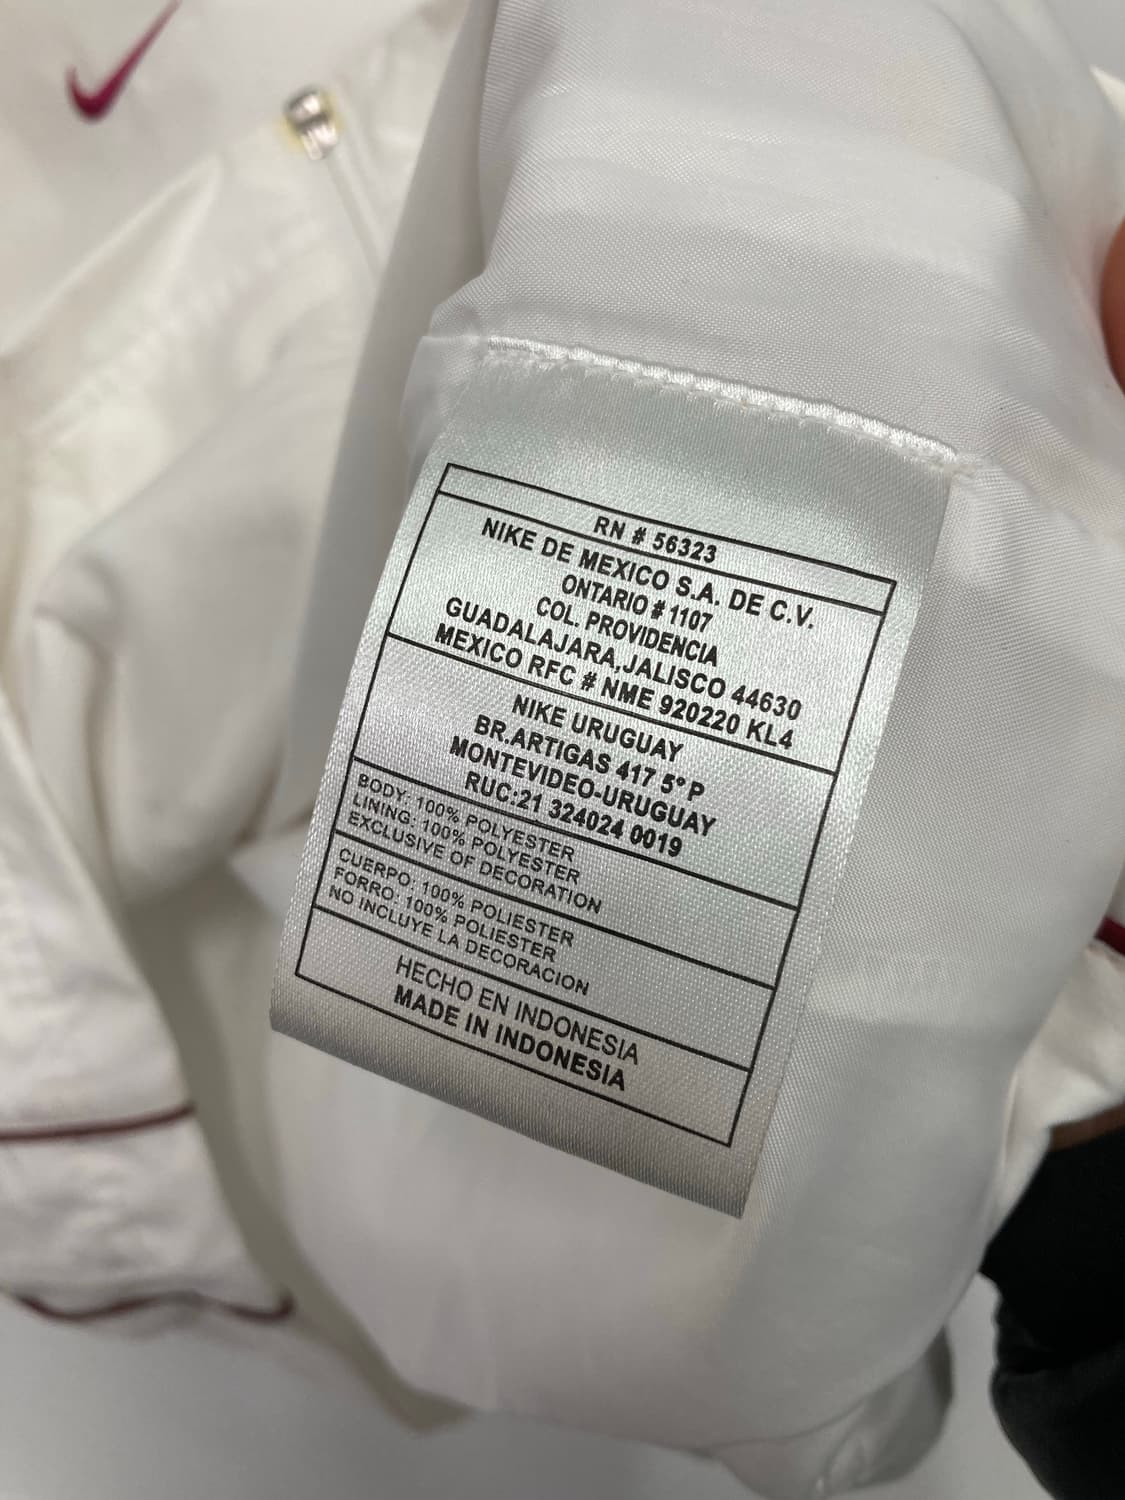 RN # 56323
NIKE DE MEXICO S.A. DE C.V.
ONTARIO # 1107
COL. PROVIDENCIA
GUADALAJARA, JALISCO 44630
MEXICO RFC # NME 920220 KL4
NIKE URUGUAY
BR.ARTIGAS 417 5° P
MONTEVIDEO-URUGUAY
RUC:21 324024 0019
BODY: 100% POLYESTER
LINING: 100% POLYESTER
EXCLUSIVE OF DECORATION
CUERPO: 100% POLIESTER
FORRO: 100% POLIESTER
NO INCLUYE LA DECORACION
HECHO EN INDONESIA
MADE IN INDONESIA